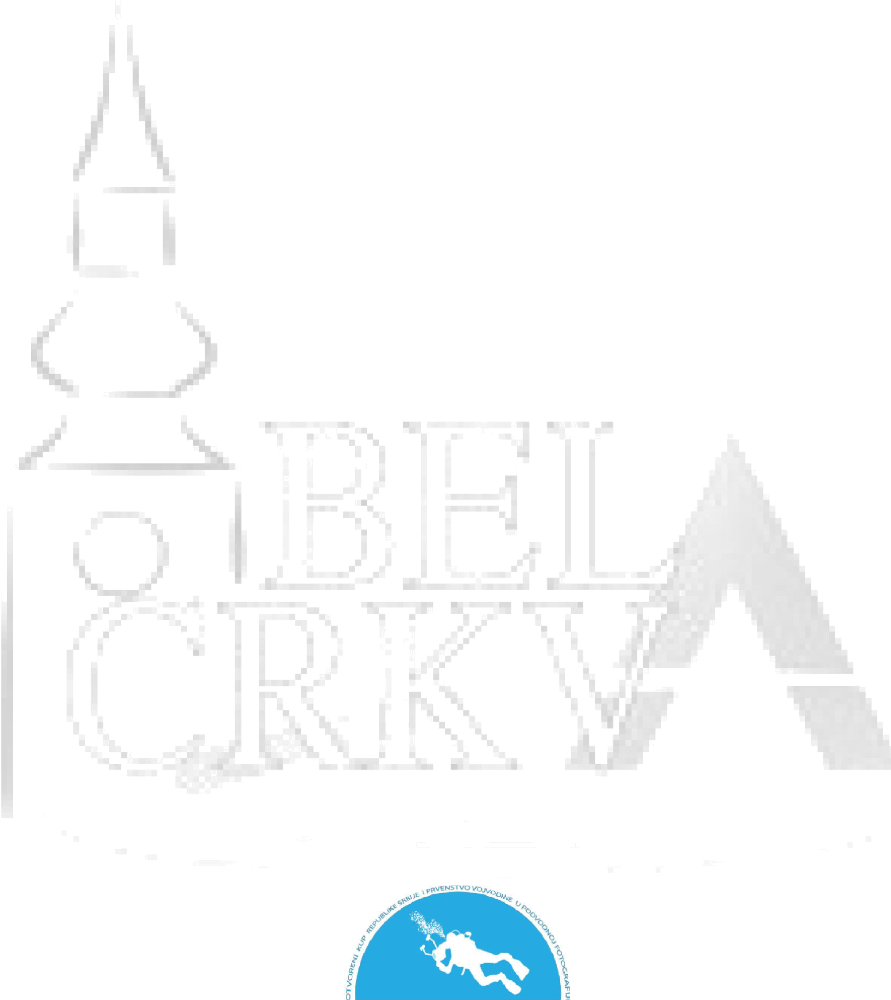 BELA
CRKVA
OTVORENI KUP REPUBLIKE SRBIJE I PRVENSTVO VOJVODINE U PODVODNOJ FOTOGRAFIJI